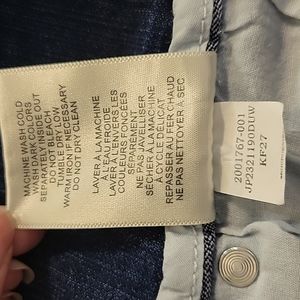 MACHINE WASH COLD
WASH DARK COLORS
SEPARATELY INSIDE OUT
DO NOT BLEACH
TUMBLE DRY LOW
WARM IRON IF NECESSARY
DO NOT DRY CLEAN
LAVER À LA MACHINE
À L'EAU FROIDE
LAVER À L'ENVERS LES
COULEURS FONCÉES
SÉPARÉMENT
NE PAS JAVELLISER
SÉCHER À LA MACHINE
À CYCLE DÉLICAT
REPASSER AU FER CHAUD
NE PAS NETTOYER À SEC
2001767-001
JP2321195DUW
KF27